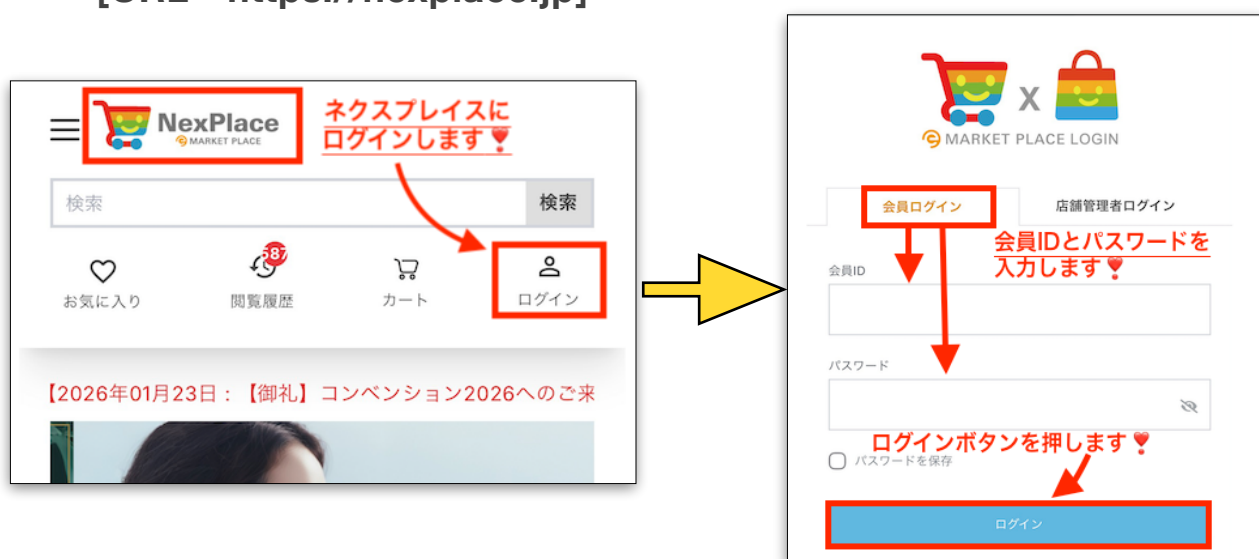 NexPlace
MARKET PLACE
ネクスプレイスに
ログインします❣
検索
検索
587
お気に入り
閲覧履歴
カート
ログイン
【2026年01月23日：【御礼】コンベンション2026へのご来
X
MARKET PLACE LOGIN
会員ログイン
店舗管理者ログイン
会員IDとパスワードを
入力します❣
会員ID
パスワード
ログインボタンを押します❣
パスワードを保存
ログイン